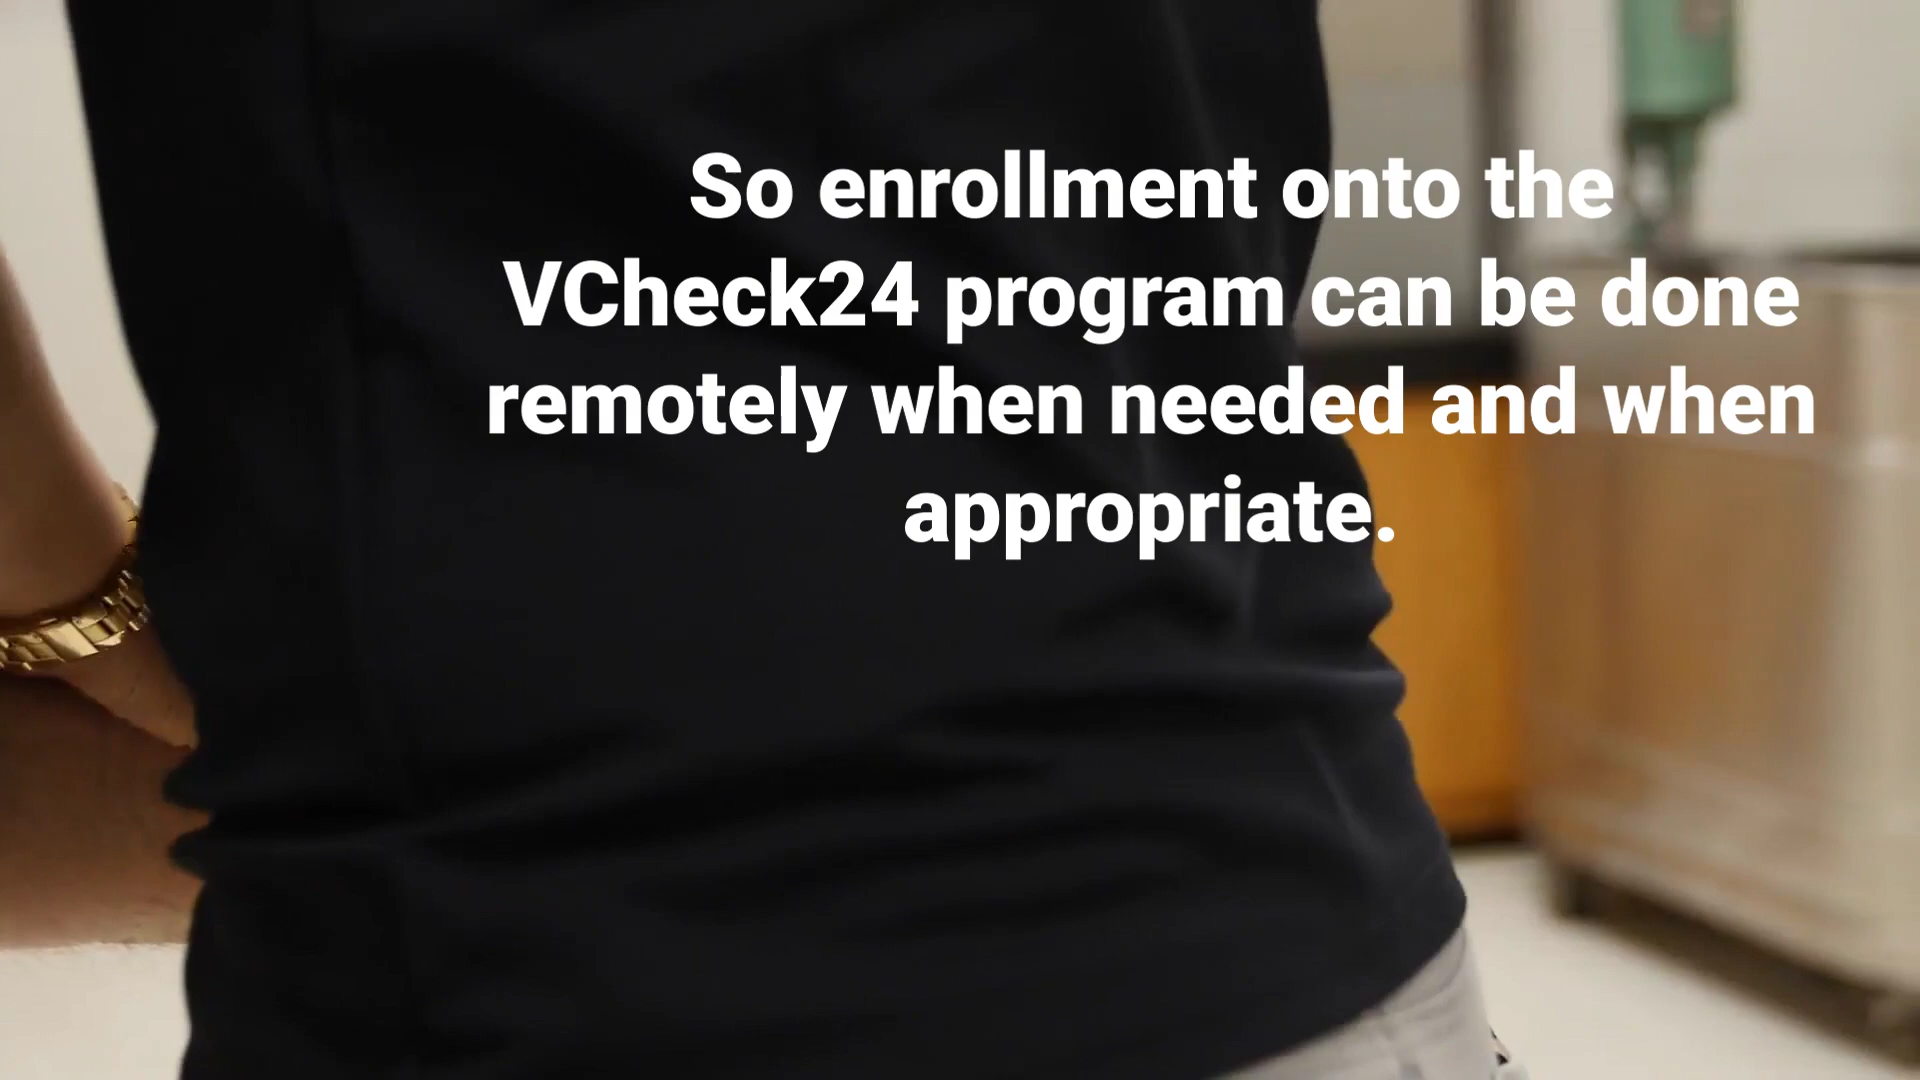 So enrollment onto the
VCheck24 program can be done
remotely when needed and when
appropriate.